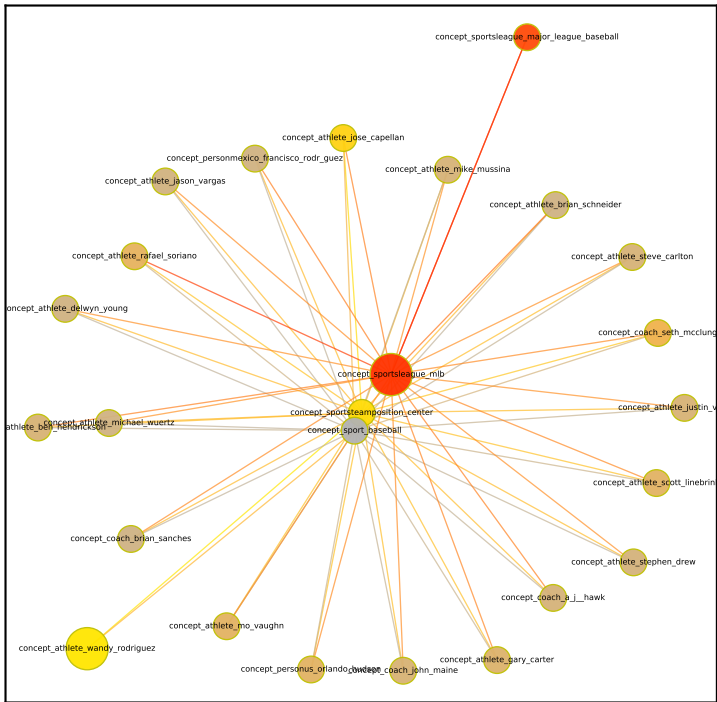 concept_sportsleague_major_league_baseball
concept_athlete_jose_capellan
concept_personmexico_francisco_rodr_guez
concept_athlete_mike_mussina
concept_athlete_jason_vargas
concept_athlete_brian_schneider
concept_athlete_rafael_soriano
concept_athlete_steve_carlton
concept_athlete_delwyn_young
concept_coach_seth_mcclung
concept_sportsleague_mlb
concept_athlete_justin_v
concept_sportsteamposition_center
concept_athlete_michael_wuertz
athlete_ben_hendrickson
concept_sport_baseball
concept_athlete_scott_linebrin
concept_coach_brian_sanches
concept_athlete_stephen_drew
concept_coach_a_j__hawk
concept_athlete_mo_vaughn
concept_athlete_wandy_rodriguez
concept_athlete_gary_carter
concept_personus_orlando_hudson
concept_coach_john_maine